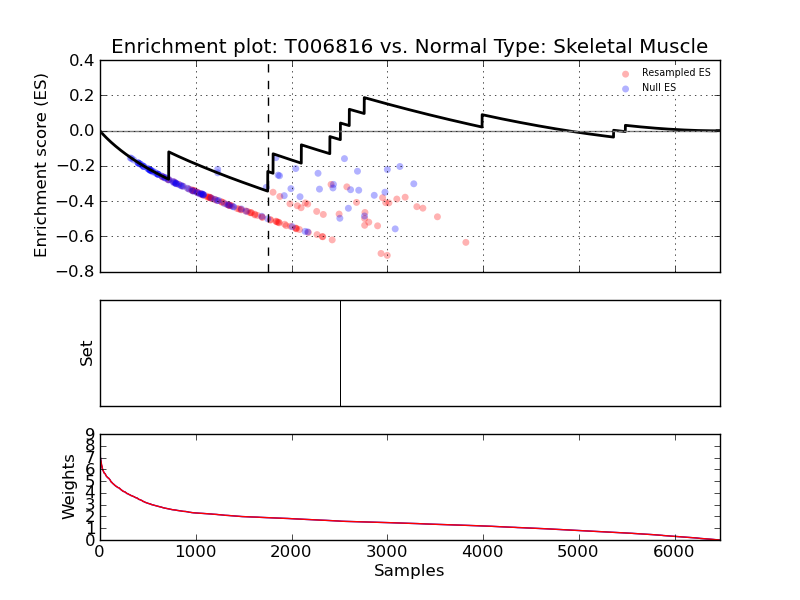 Enrichment plot: T006816 vs. Normal Type: Skeletal Muscle
Enrichment score (ES)
0.4
0.2
0.0
−0.2
−0.4
−0.6
−0.8
Resampled ES
Null ES
Set
Weights
9
8
7
6
5
4
3
2
1
0
0 1000 2000 3000 4000 5000 6000
Samples